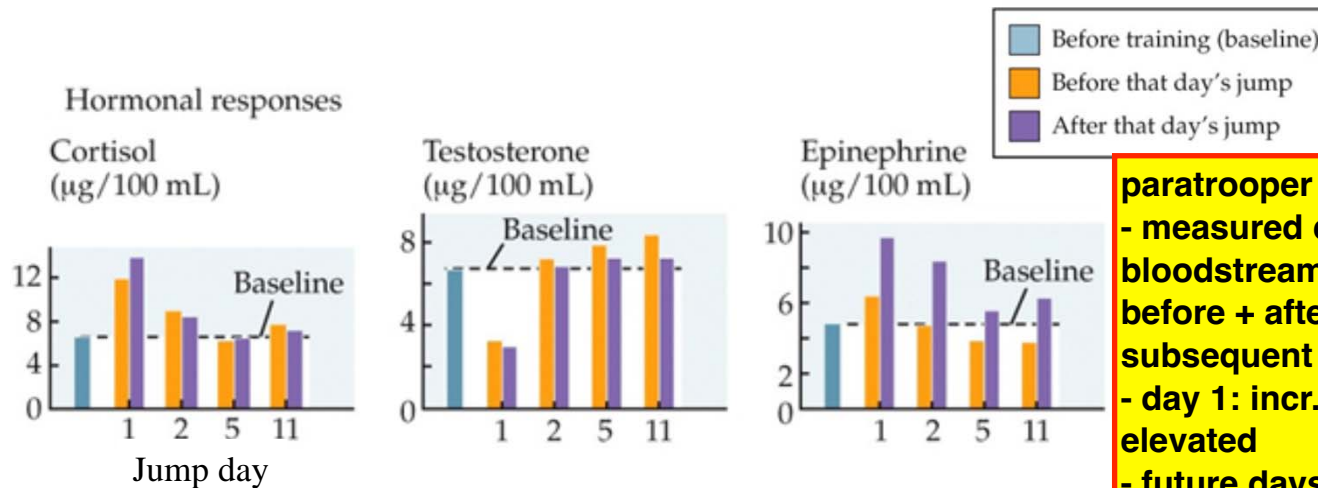 Before training (baseline)
Before that day's jump
After that day's jump
Hormonal responses
Cortisol
(µg/100 mL)
12
8
4
0
Baseline
1 2 5 11
Jump day
Testosterone
(µg/100 mL)
8
4
0
Baseline
1 2 5 11
Epinephrine
(µg/100 mL)
10
6
2
0
Baseline
1 2 5 11
paratrooper
- measured
bloodstream
before +
subsequent
- day 1: incr.
elevated
- future days